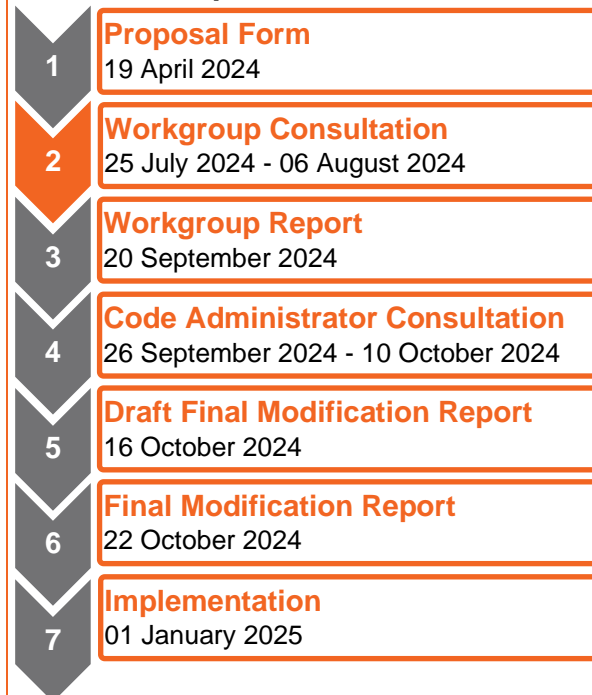 1
Proposal Form
19 April 2024
2
Workgroup Consultation
25 July 2024 - 06 August 2024
3
Workgroup Report
20 September 2024
4
Code Administrator Consultation
26 September 2024 - 10 October 2024
5
Draft Final Modification Report
16 October 2024
6
Final Modification Report
22 October 2024
7
Implementation
01 January 2025